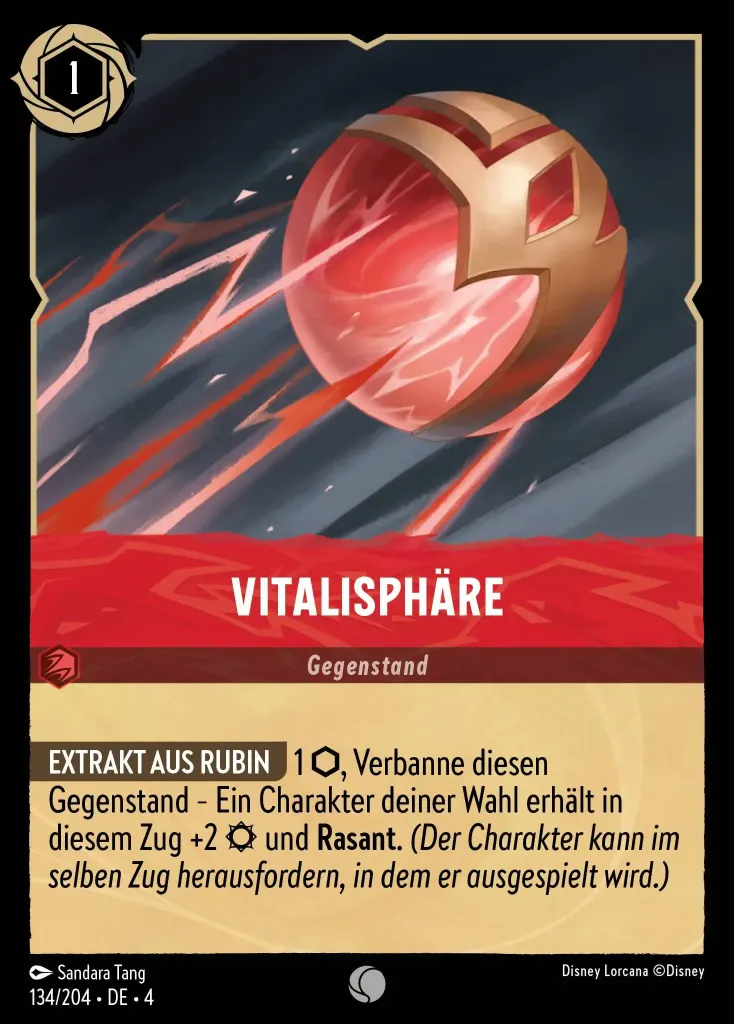 1
VITALISPHÄRE
Gegenstand
EXTRAKT AUS RUBIN 1 ⬡, Verbanne diesen
Gegenstand – Ein Charakter deiner Wahl erhält in
diesem Zug +2 ¤ und Rasant. (Der Charakter kann im
selben Zug herausfordern, in dem er ausgespielt wird.)
Sandara Tang
Disney Lorcana ©Disney
134/204 • DE • 4